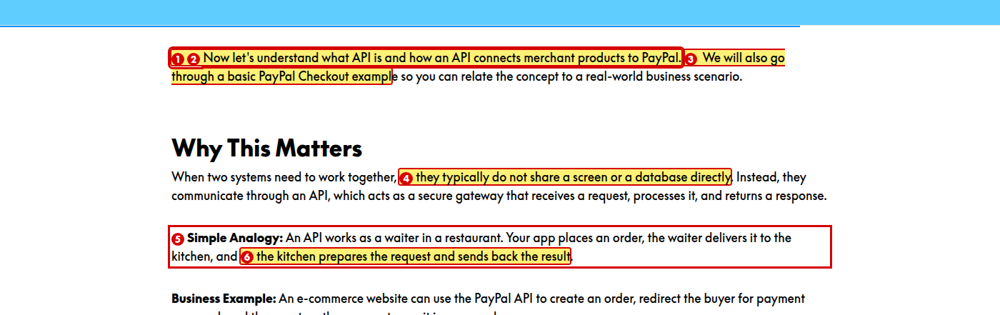 1 2 Now let's understand what API is and how an API connects merchant products to PayPal. 3 We will also go
through a basic PayPal Checkout example so you can relate the concept to a real-world business scenario.
Why This Matters
When two systems need to work together, 4 they typically do not share a screen or a database directly. Instead, they
communicate through an API, which acts as a secure gateway that receives a request, processes it, and returns a response.
5 Simple Analogy: An API works as a waiter in a restaurant. Your app places an order, the waiter delivers it to the
kitchen, and 6 the kitchen prepares the request and sends back the result.
Business Example: An e-commerce website can use the PayPal API to create an order, redirect the buyer for payment